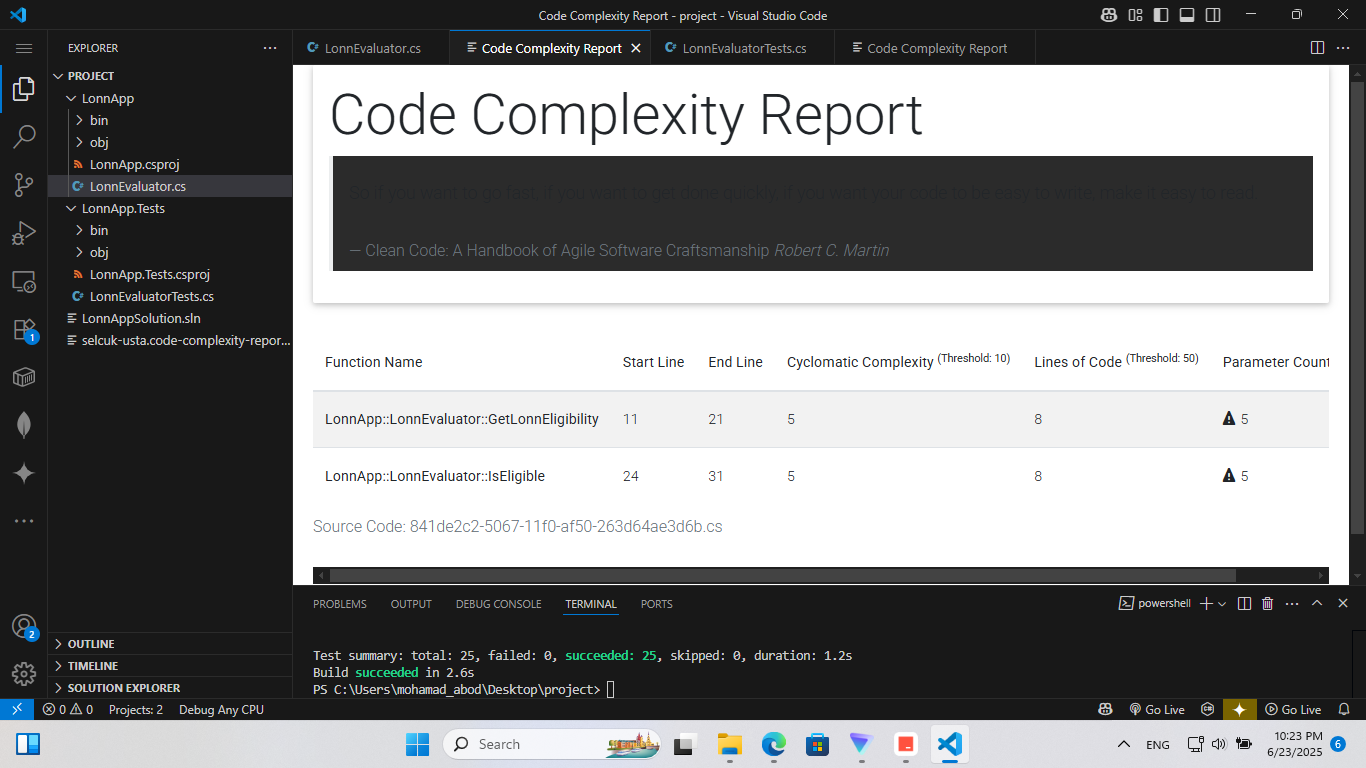 Code Complexity Report - project - Visual Studio Code
EXPLORER
LonnEvaluator.cs
Code Complexity Report
LonnEvaluatorTests.cs
Code Complexity Report
PROJECT
LonnApp
bin
obj
LonnApp.csproj
LonnEvaluator.cs
LonnApp.Tests
bin
obj
LonnApp.Tests.csproj
LonnEvaluatorTests.cs
LonnAppSolution.sln
selcuk-usta.code-complexity-repor...
OUTLINE
TIMELINE
SOLUTION EXPLORER
1
2
Code Complexity Report
So if you want to go fast, if you want to get done quickly, if you want your code to be easy to write, make it easy to read.
— Clean Code: A Handbook of Agile Software Craftsmanship Robert C. Martin
Function Name Start Line End Line Cyclomatic Complexity (Threshold: 10) Lines of Code (Threshold: 50) Parameter Count
LonnApp::LonnEvaluator::GetLonnEligibility 11 21 5 8 5
LonnApp::LonnEvaluator::IsEligible 24 31 5 8 5
Source Code: 841de2c2-5067-11f0-af50-263d64ae3d6b.cs
PROBLEMS OUTPUT DEBUG CONSOLE TERMINAL PORTS
powershell
Test summary: total: 25, failed: 0, succeeded: 25, skipped: 0, duration: 1.2s
Build succeeded in 2.6s
PS C:\Users\mohamad_abod\Desktop\project>
0 0 Projects: 2 Debug Any CPU
Go Live Go Live
Search
ENG
10:23 PM
6/23/2025
6